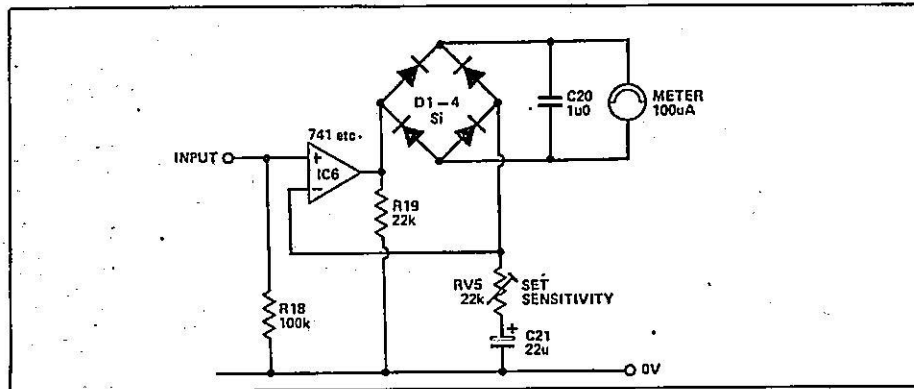 D1-4
Si
C20
1u0
METER
100uA
741 etc.
INPUT
+
IC6
−
R19
22k
RV5
22k
SET
SENSITIVITY
R18
100k
+
C21
22u
0V